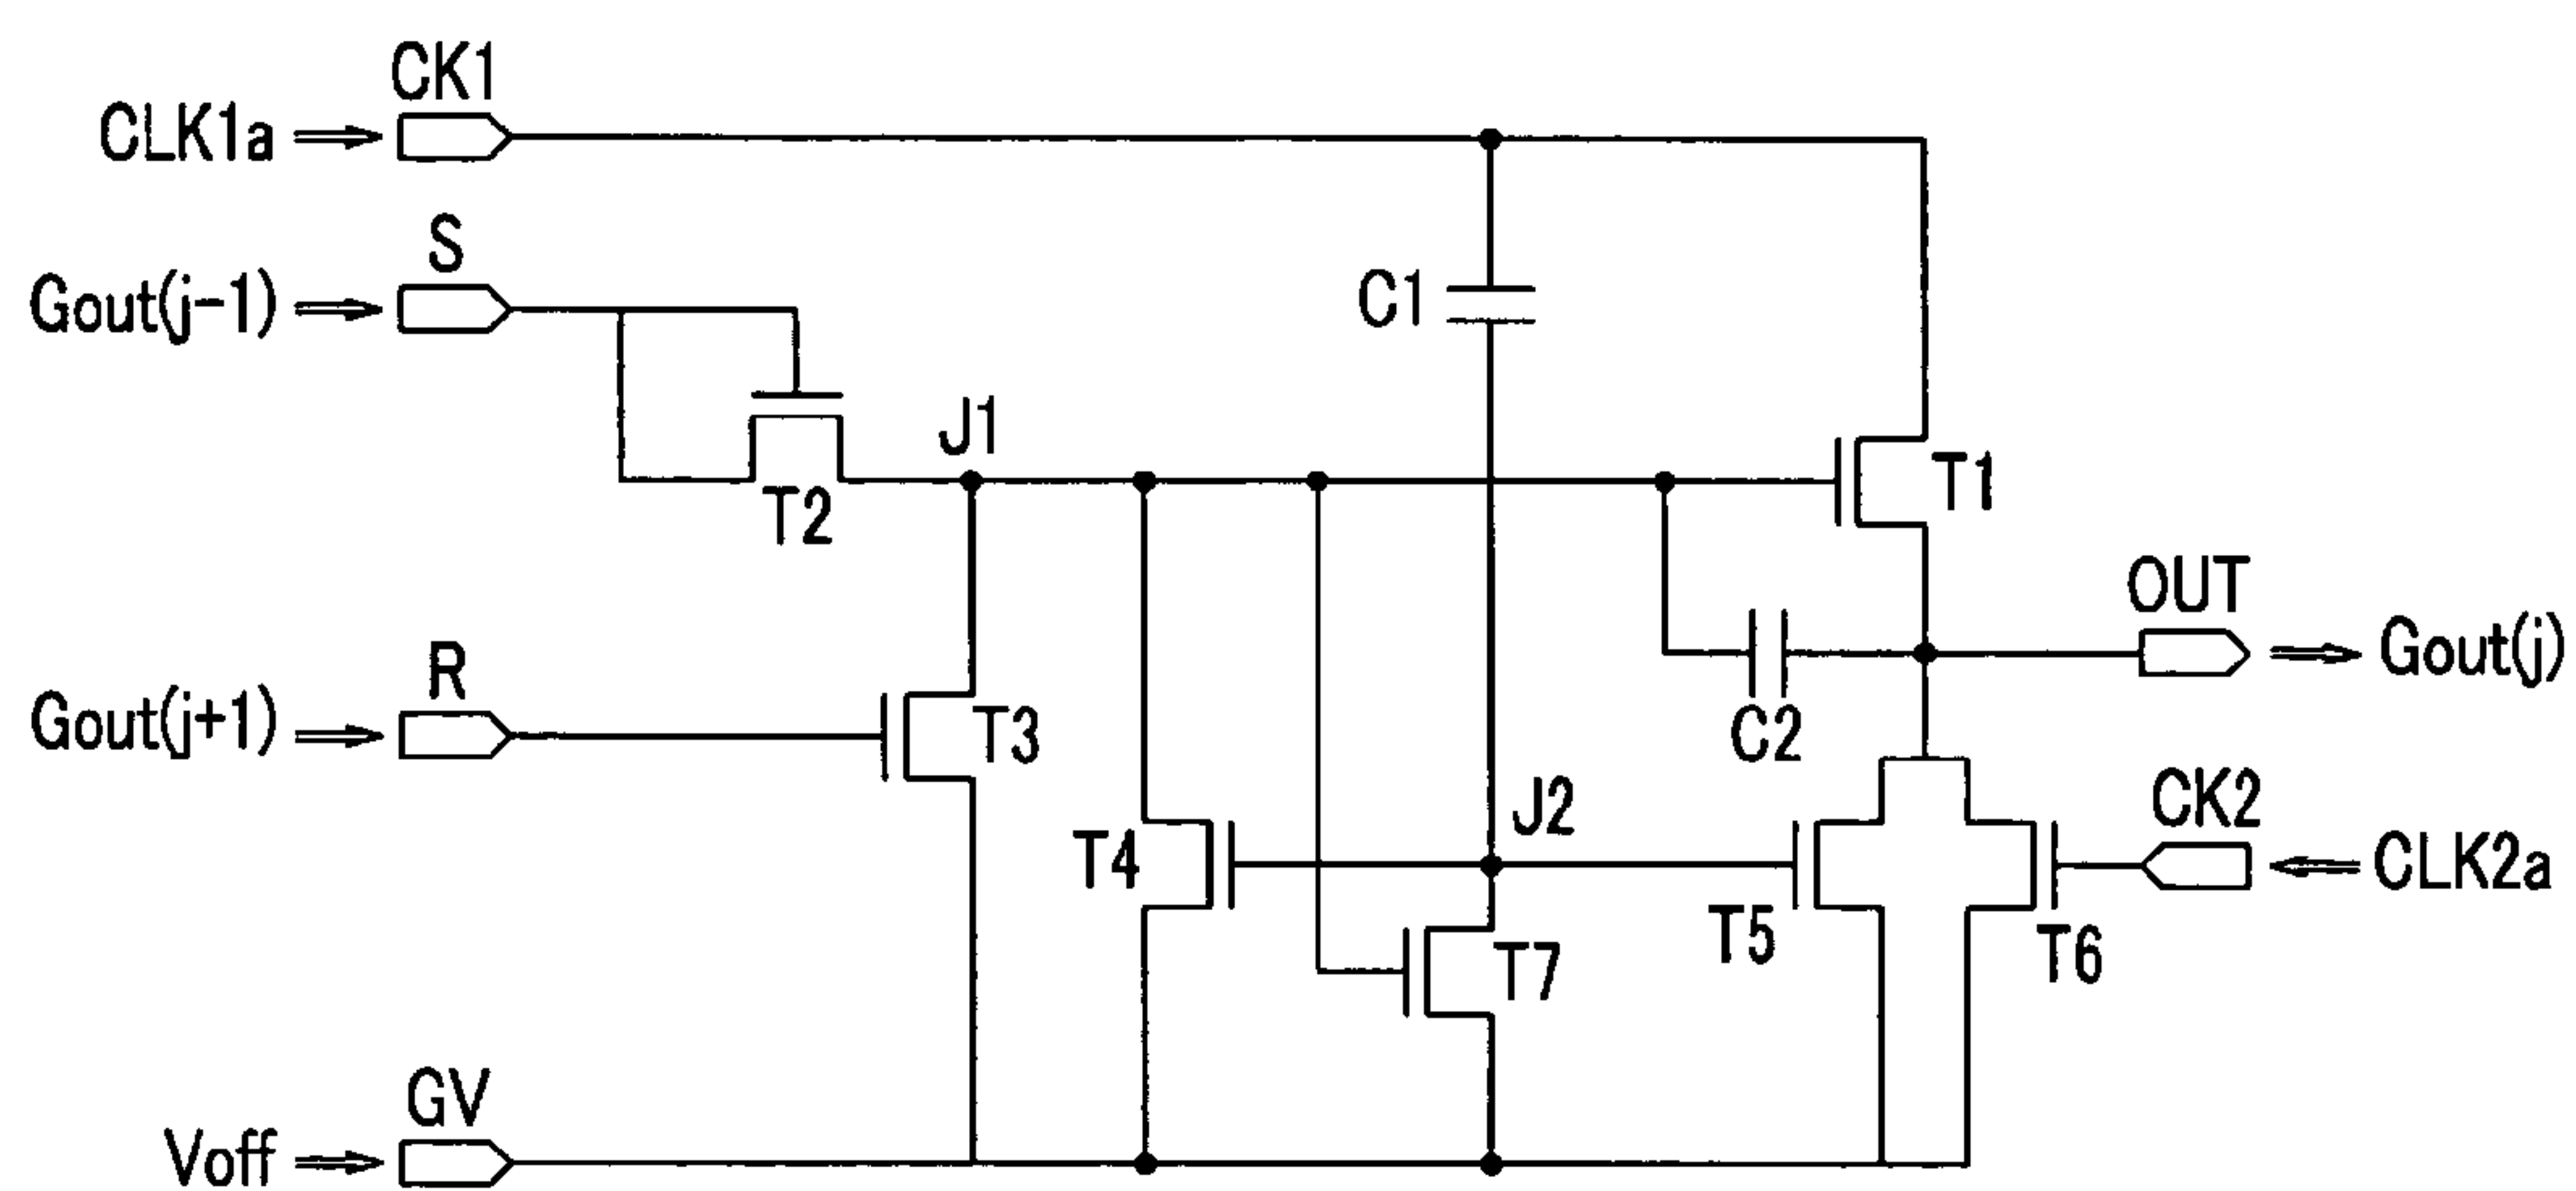 CK1
CLK1a
S
Gout(j-1)
C1
J1
T1
T2
OUT
Gout(j)
R
Gout(j+1)
T3
C2
J2
CK2
T4
CLK2a
T5
T7
T6
GV
Voff